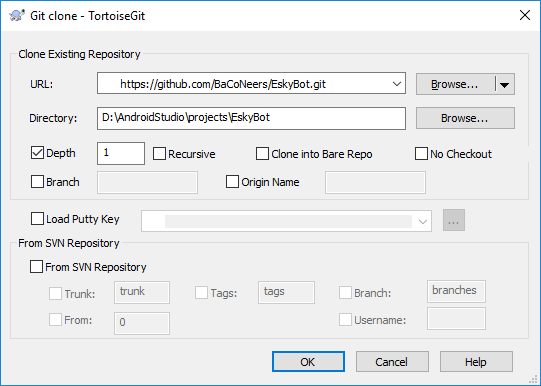 Git clone - TortoiseGit
Clone Existing Repository
URL: https://github.com/BaCoNeers/EskyBot.git Browse...
Directory: D:\AndroidStudio\projects\EskyBot Browse...
Depth 1 Recursive Clone into Bare Repo No Checkout
Branch Origin Name
Load Putty Key ...
From SVN Repository
From SVN Repository
Trunk: trunk Tags: tags Branch: branches
From: 0 Username:
OK Cancel Help